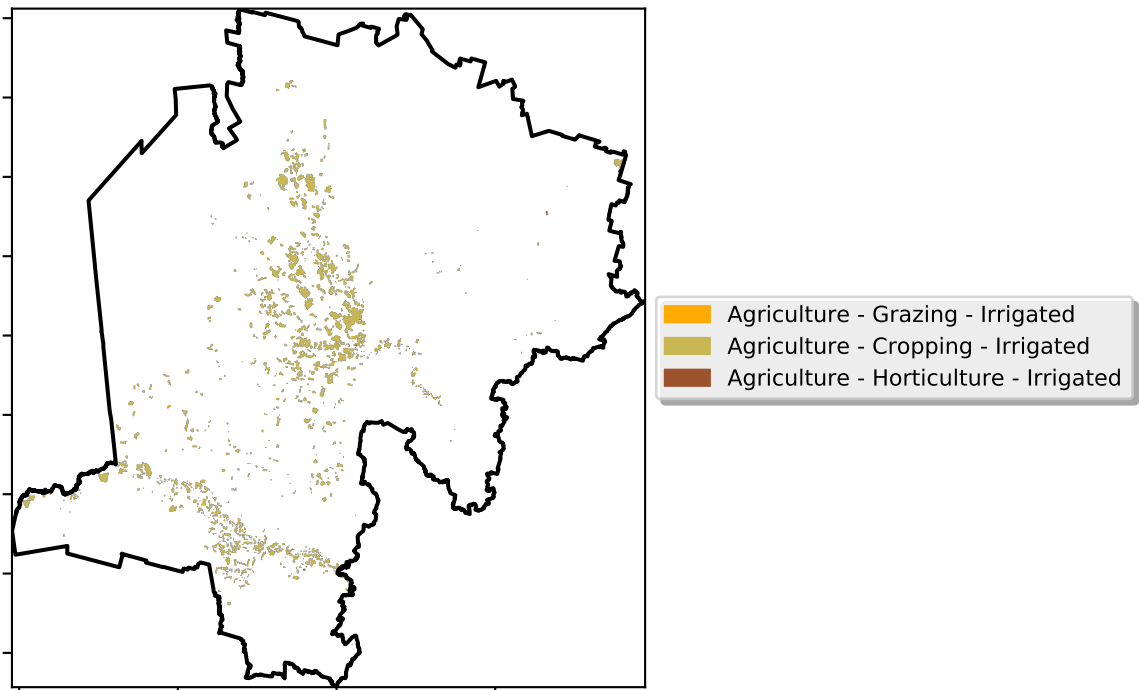 Agriculture - Grazing - Irrigated
Agriculture - Cropping - Irrigated
Agriculture - Horticulture - Irrigated